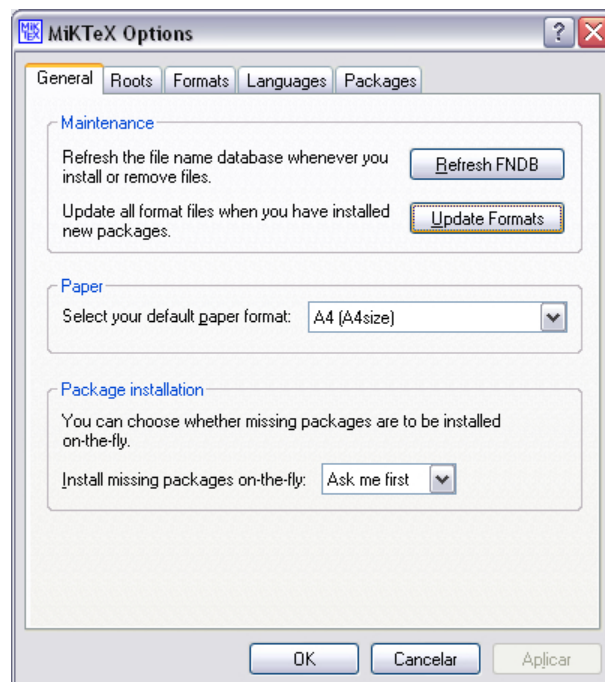 MiKTeX Options
General Roots Formats Languages Packages
Maintenance
Refresh the file name database whenever you
install or remove files.
Refresh FNDB
Update all format files when you have installed
new packages.
Update Formats
Paper
Select your default paper format: A4 (A4size)
Package installation
You can choose whether missing packages are to be installed
on-the-fly.
Install missing packages on-the-fly: Ask me first
OK Cancelar Aplicar